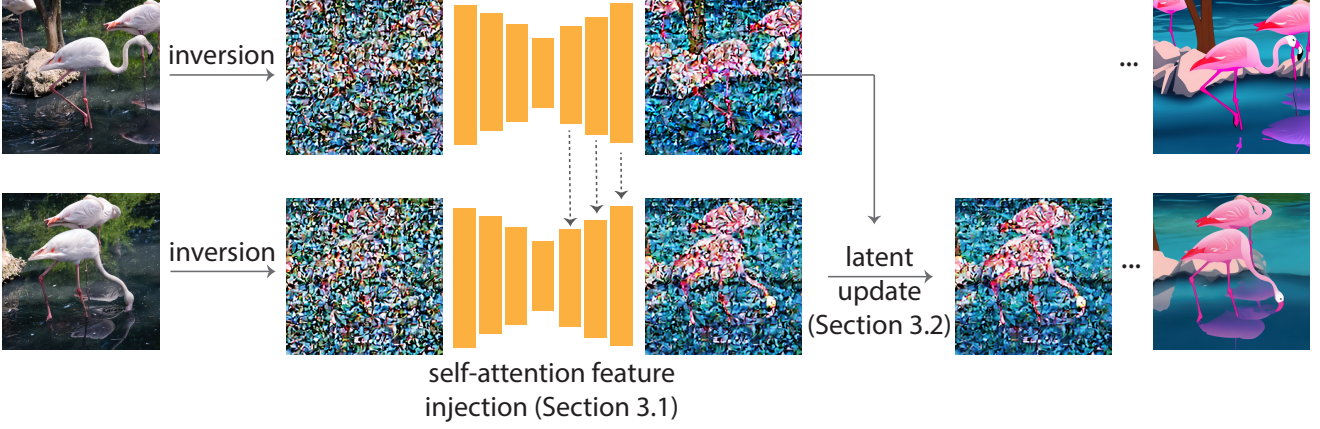 inversion
...
inversion
latent
update
(Section 3.2)
...
self-attention feature
injection (Section 3.1)